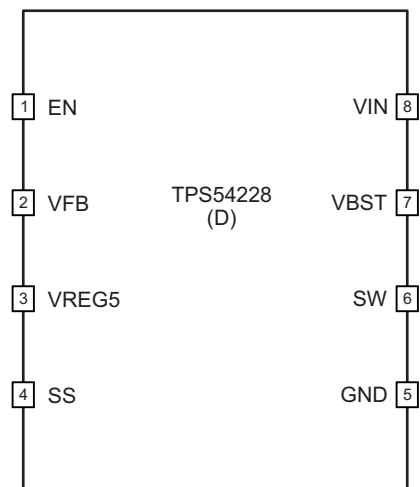 1 EN
VIN 8
2 VFB
TPS54228
(D)
VBST 7
3 VREG5
SW 6
4 SS
GND 5